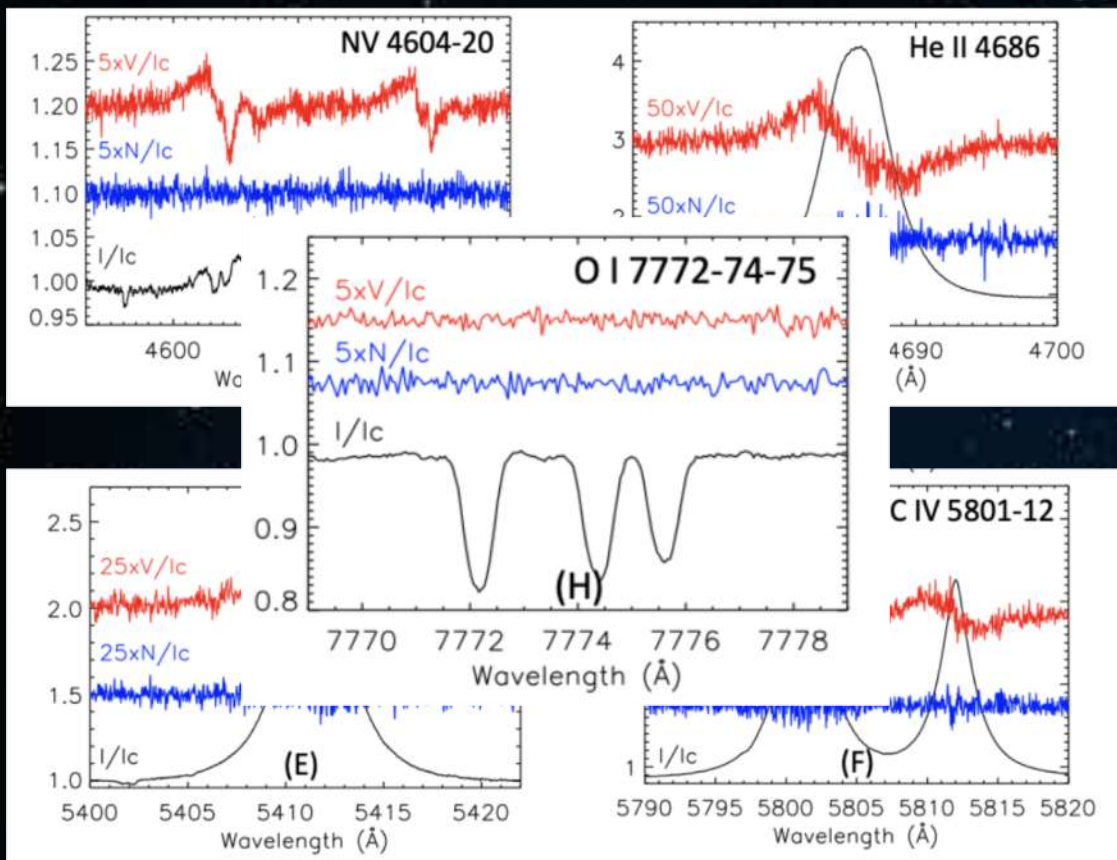 NV 4604-20
1.25
5xV/Ic
1.20
1.15
5xN/Ic
1.10
1.05
I/Ic
1.00
0.95
4600
He II 4686
4
50xV/Ic
3
50xN/Ic
4690
4700
(Å)
O I 7772-74-75
1.2
5xV/Ic
1.1
5xN/Ic
1.0
I/Ic
0.9
0.8
(H)
7770
7772
7774
7776
7778
Wavelength (Å)
2.5
25xV/Ic
2.0
25xN/Ic
1.5
I/Ic
1.0
(E)
5400
5405
5410
5415
5420
Wavelength (Å)
C IV 5801-12
I/Ic
1
(F)
5790
5795
5800
5805
5810
5815
5820
Wavelength (Å)